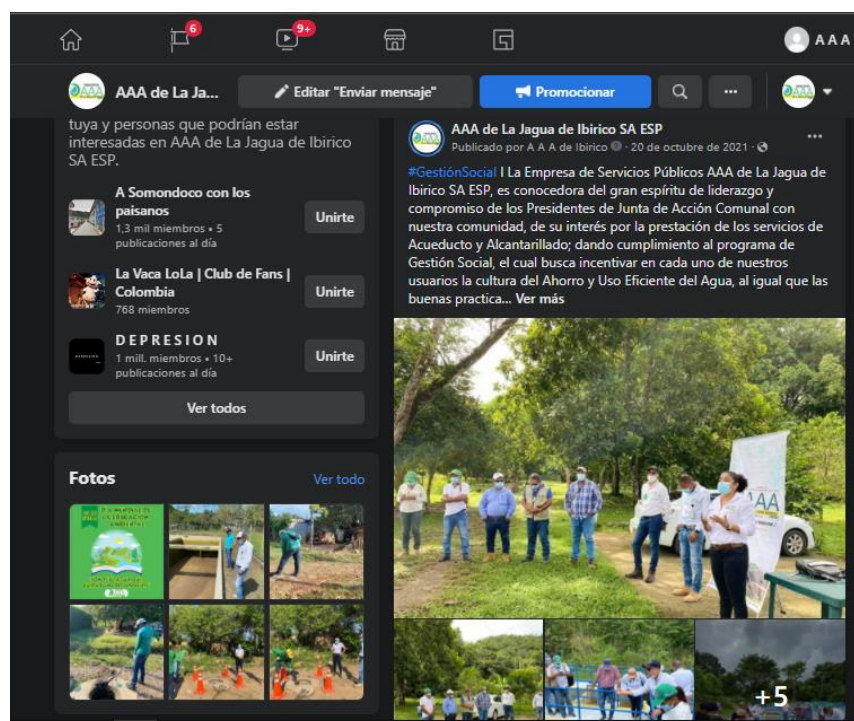 6
9+
A A A
AAA de La Ja...
Editar "Enviar mensaje"
Promocionar
tuya y personas que podrían estar
interesadas en AAA de La Jagua de Ibirico
SA ESP.
A Somondoco con los
paisanos
1,3 mil miembros • 5
publicaciones al día
Unirte
La Vaca LoLa | Club de Fans |
Colombia
768 miembros
Unirte
D E P R E S I O N
1 mill. miembros • 10+
publicaciones al día
Unirte
Ver todos
Fotos
Ver todo
AAA de La Jagua de Ibirico SA ESP
Publicado por A A A de Ibirico · 20 de octubre de 2021 ·
#GestiónSocial I La Empresa de Servicios Públicos AAA de La Jagua de
Ibirico SA ESP, es conocedora del gran espíritu de liderazgo y
compromiso de los Presidentes de Junta de Acción Comunal con
nuestra comunidad, de su interés por la prestación de los servicios de
Acueducto y Alcantarillado; dando cumplimiento al programa de
Gestión Social, el cual busca incentivar en cada uno de nuestros
usuarios la cultura del Ahorro y Uso Eficiente del Agua, al igual que las
buenas practica... Ver más
AAA
+5